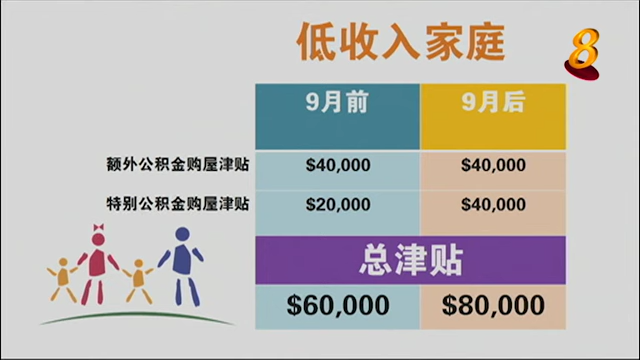 低收入家庭
8
9月前 9月后
额外公积金购屋津贴 $40,000 $40,000
特别公积金购屋津贴 $20,000 $40,000
总津贴
$60,000 $80,000